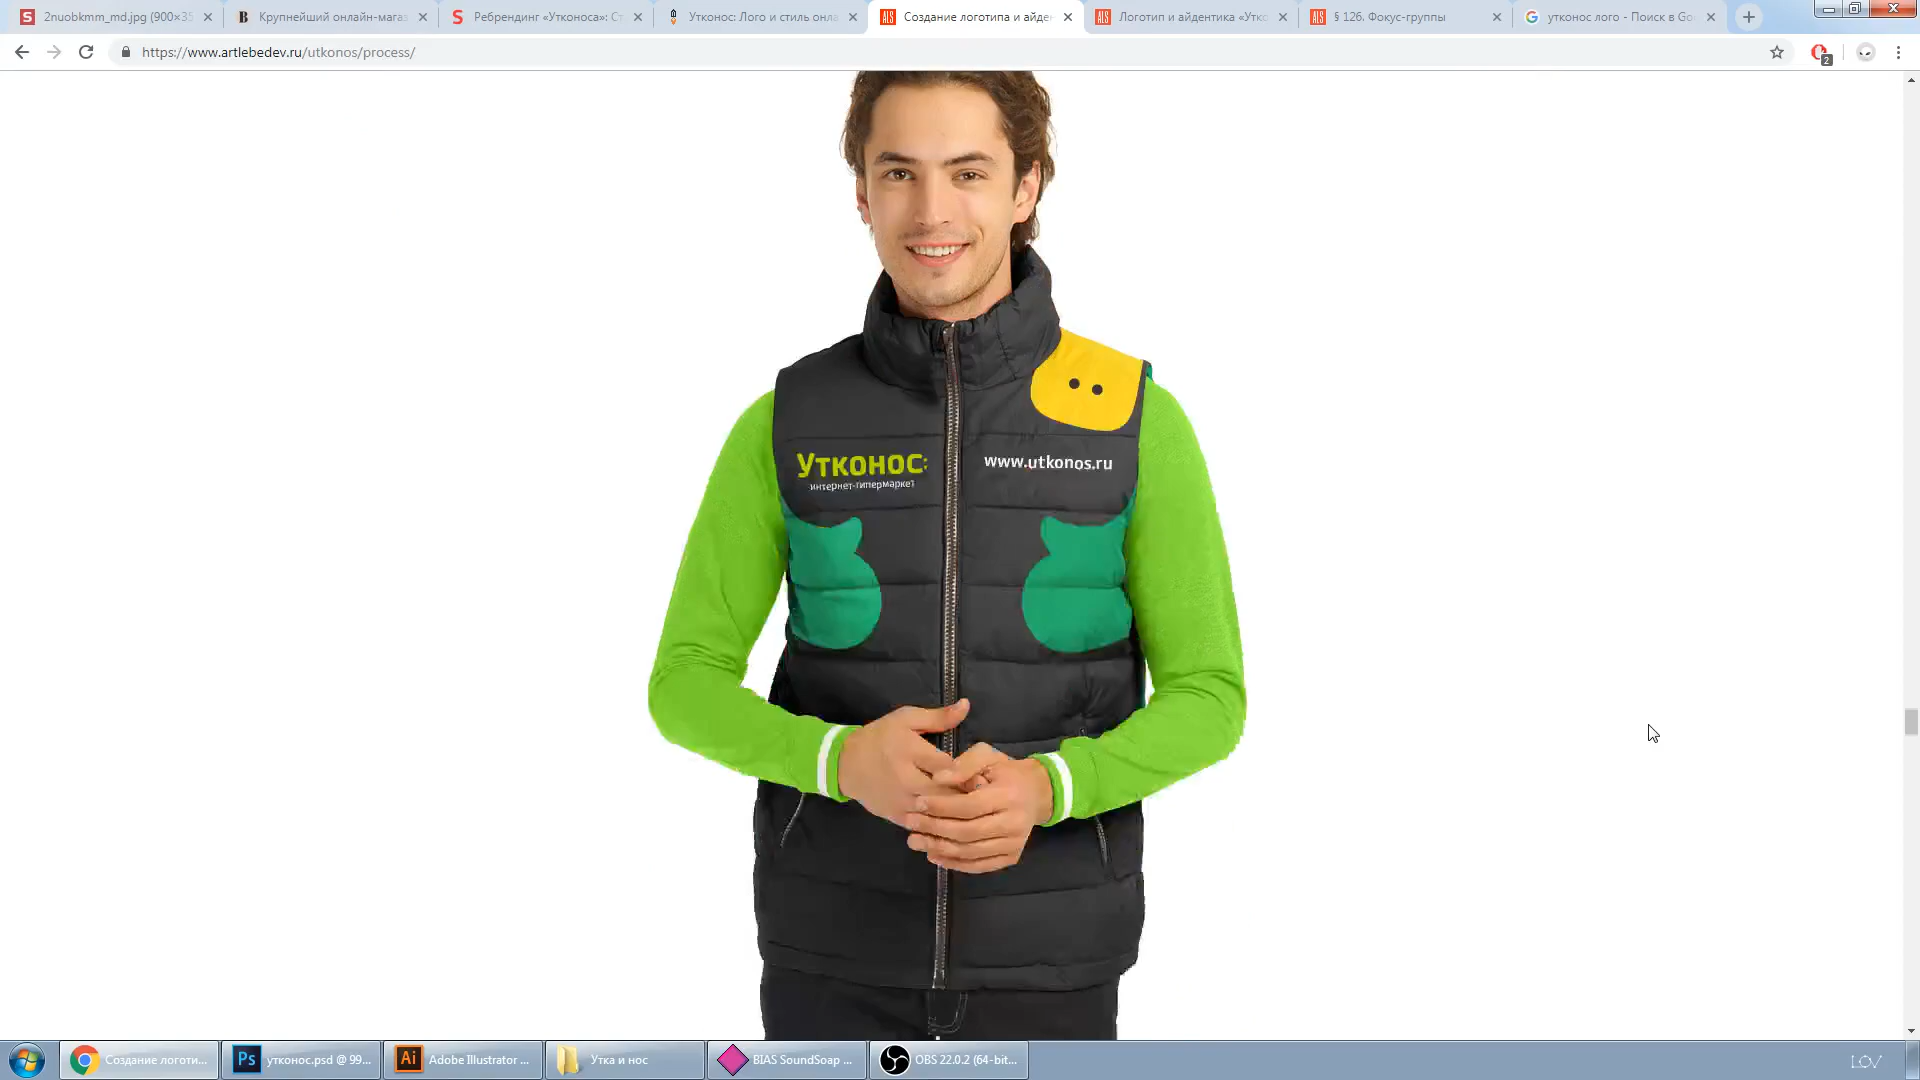 2nuobkmm_md.jpg (900×35
Крупнейший онлайн-мага
Ребрендинг «Утконоса»: Ст
Утконос: Лого и стиль онла
Создание логотипа и айде
Логотип и айдентика «Утко
§ 126. Фокус-группы
утконос лого - Поиск в Go
https://www.artlebedev.ru/utkonos/process/
2
УТКОНОС:
интернет-гипермаркет
www.utkonos.ru
Создание логоти...
утконос.psd @ 99...
Adobe Illustrator ...
Утка и нос
BIAS SoundSoap ...
OBS 22.0.2 (64-bit...